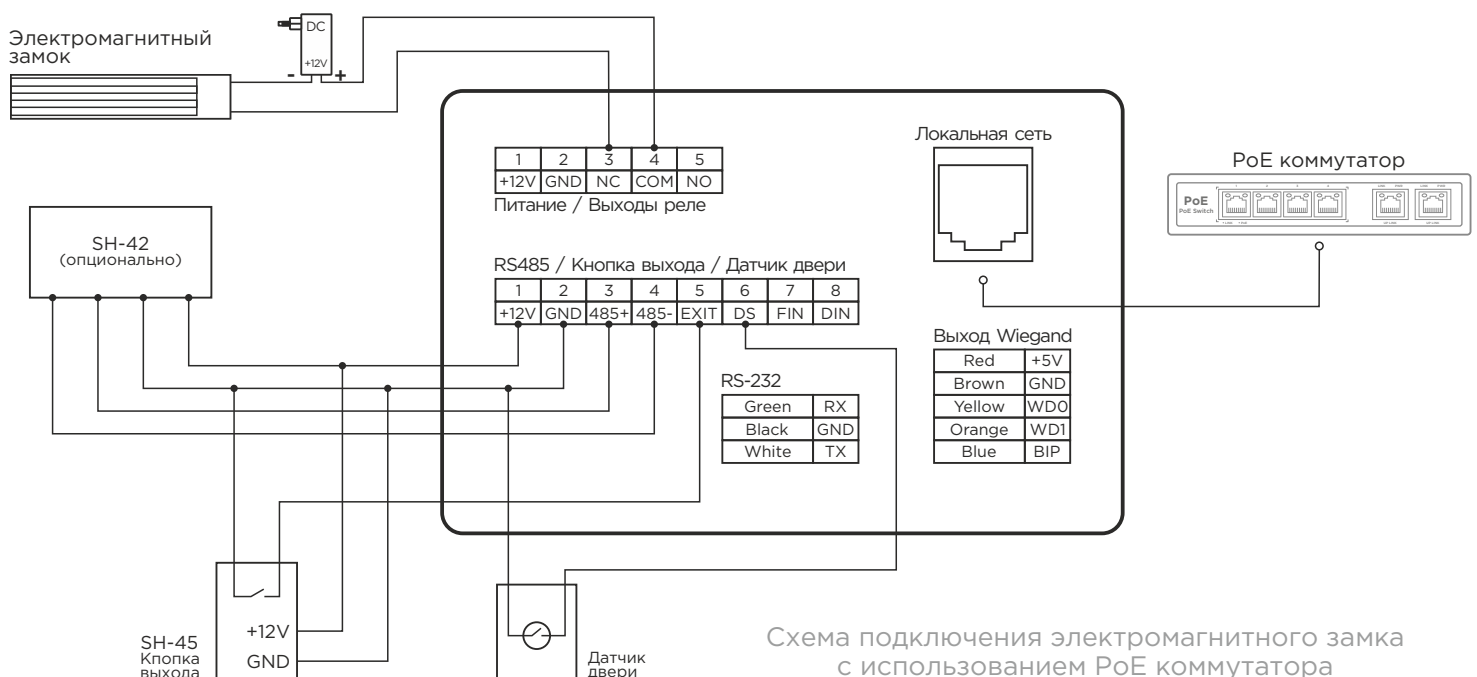 Электромагнитный
замок
DC
+12V
- +
1 2 3 4 5
+12V GND NC COM NO
Питание / Выходы реле
Локальная сеть
PoE коммутатор
PoE
PoE Switch
SH-42
(опционально)
RS485 / Кнопка выхода / Датчик двери
1 2 3 4 5 6 7 8
+12V GND 485+ 485- EXIT DS FIN DIN
RS-232
Green RX
Black GND
White TX
Выход Wiegand
Red +5V
Brown GND
Yellow WD0
Orange WD1
Blue BIP
SH-45
Кпопка
выхода
+12V
GND
Датчик
двери
Схема подключения электромагнитного замка
с использованием PoE коммутатора